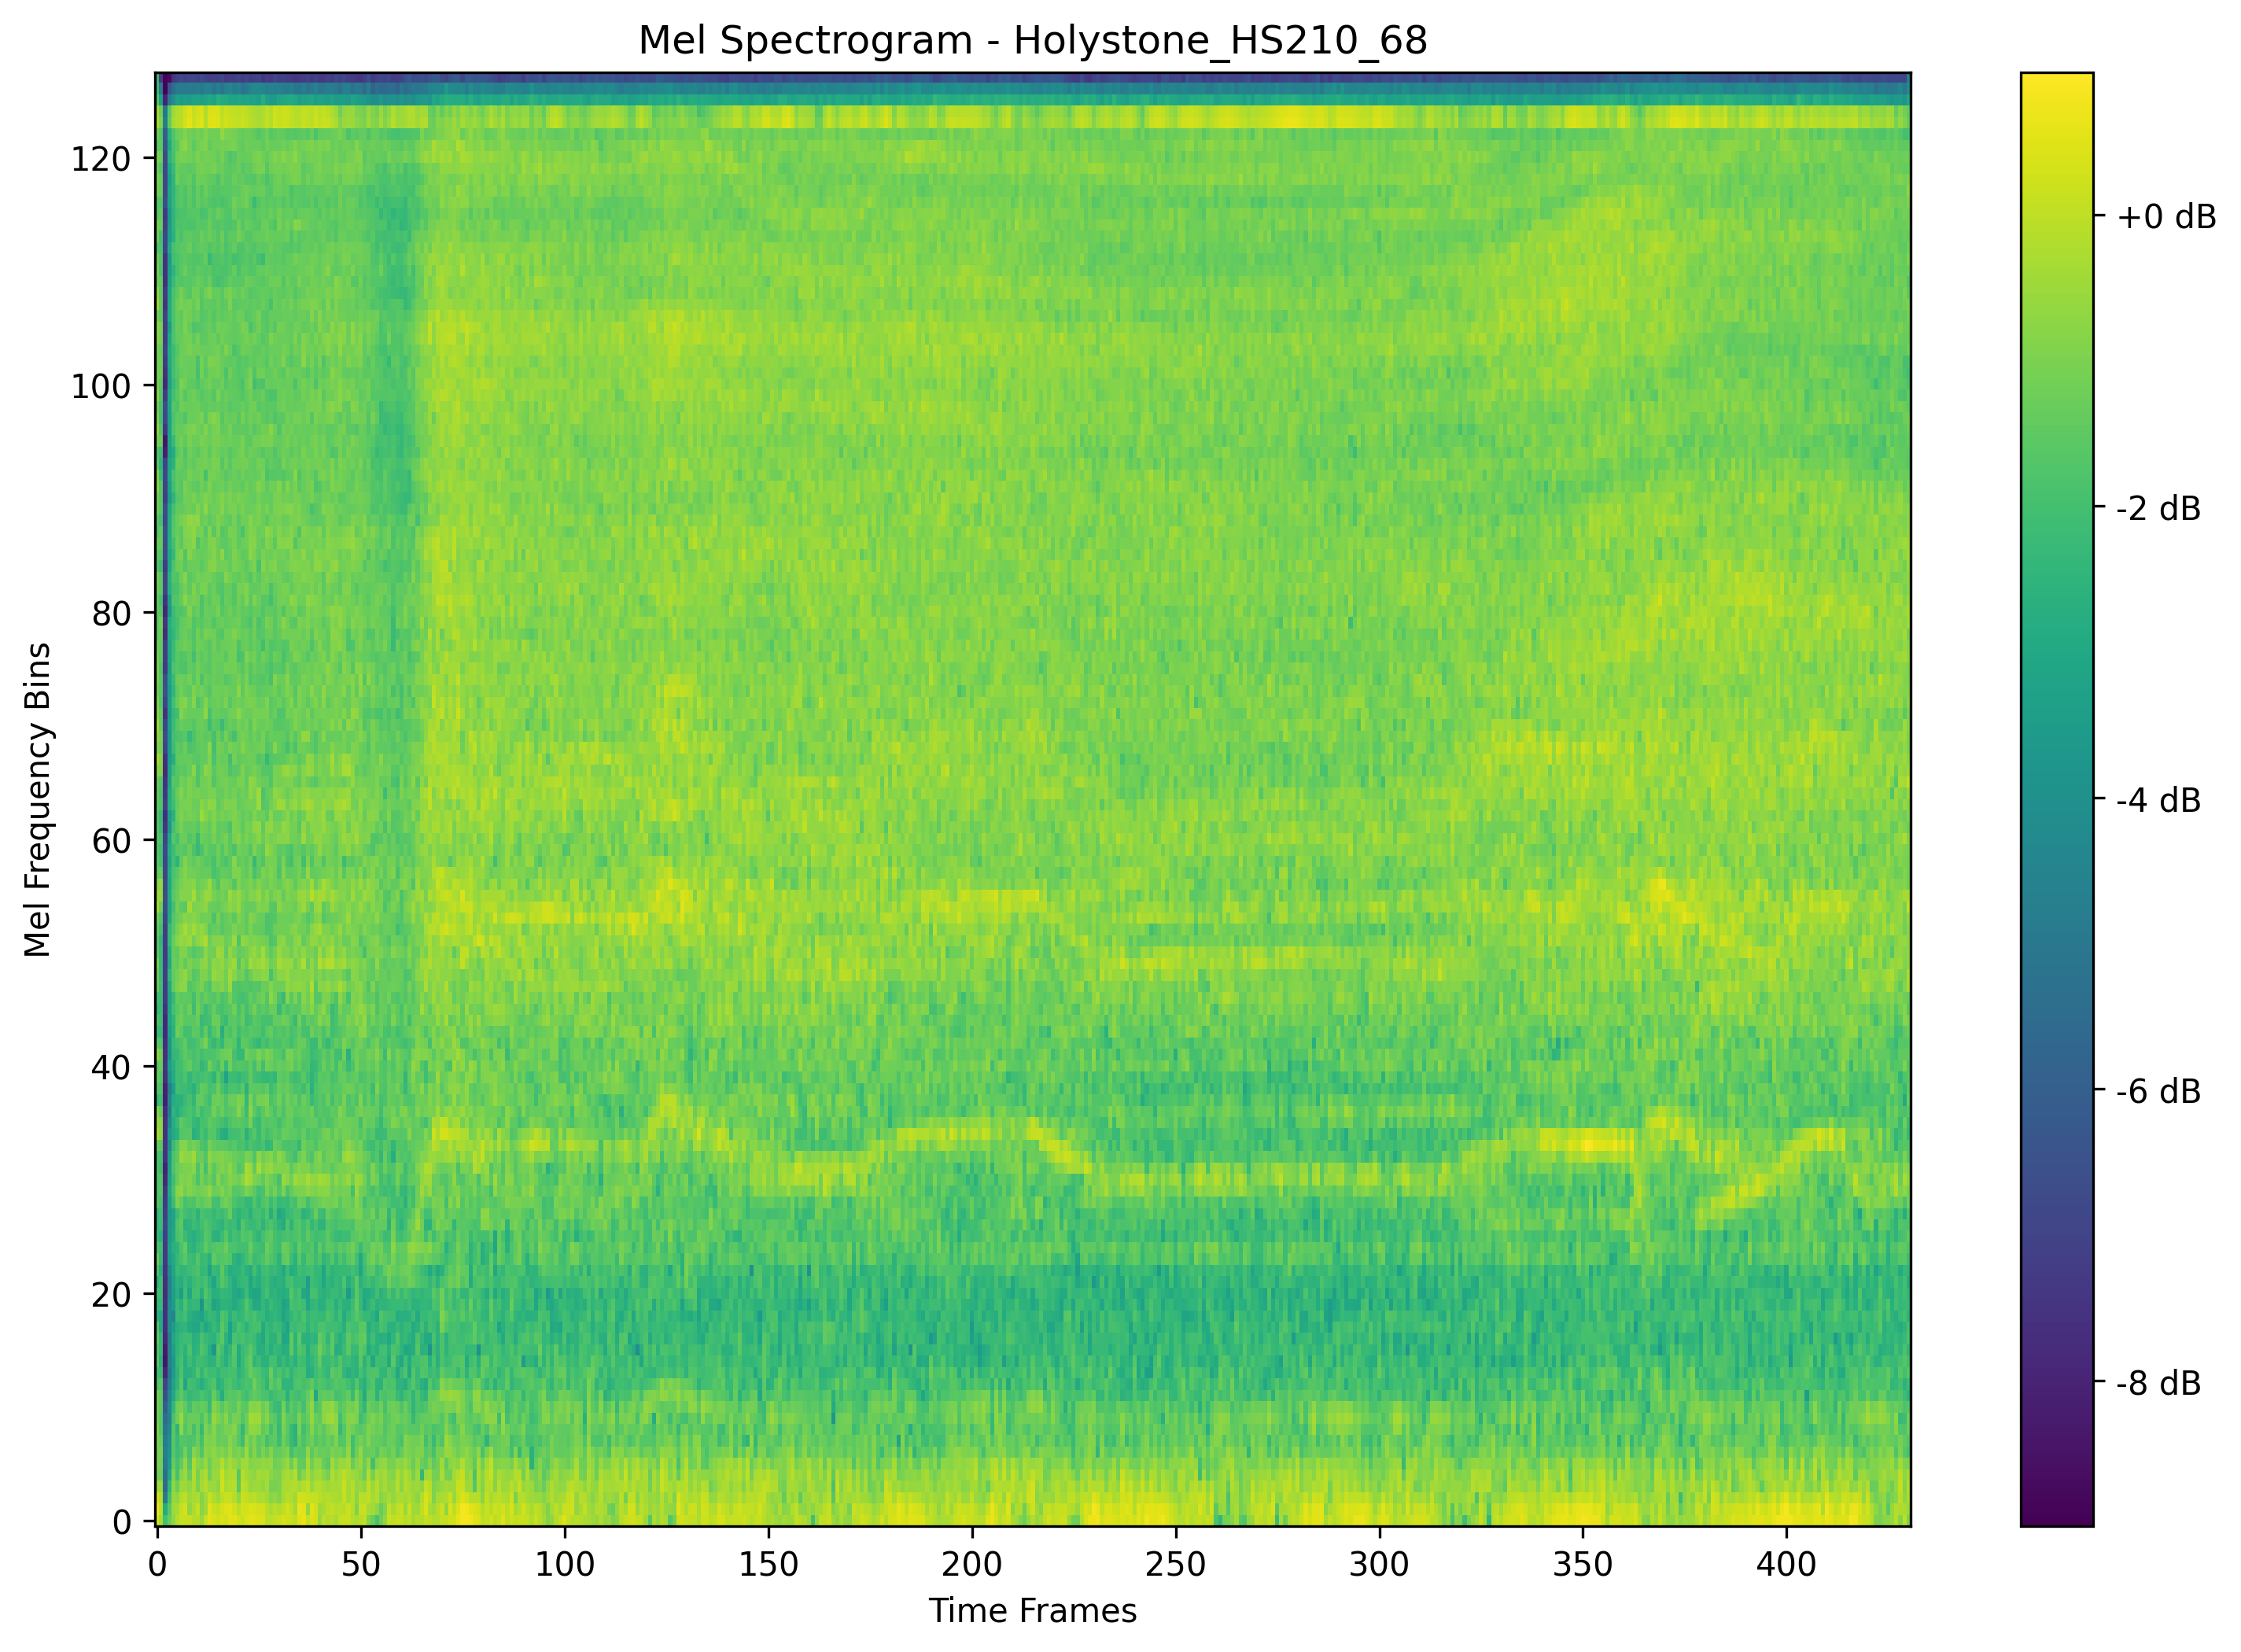 Mel Spectrogram - Holystone_HS210_68
Mel Frequency Bins
120
100
80
60
40
20
0
0 50 100 150 200 250 300 350 400
Time Frames
+0 dB
-2 dB
-4 dB
-6 dB
-8 dB